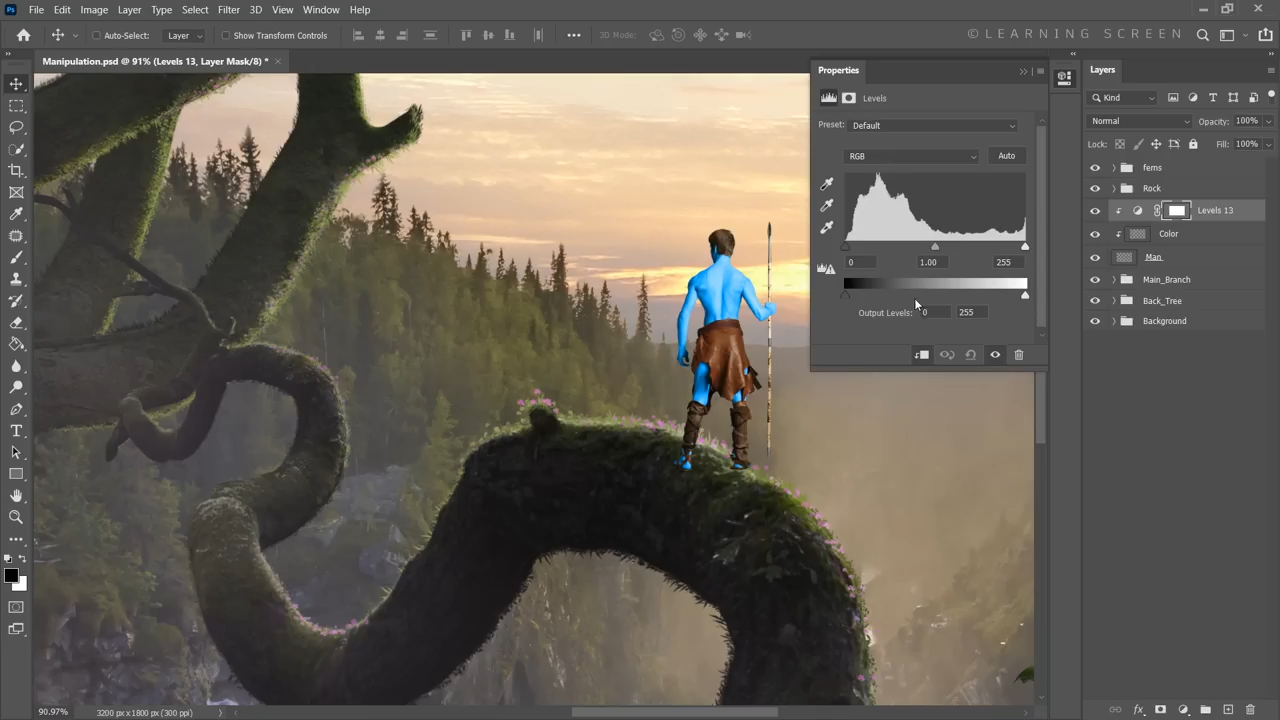 Ps File Edit Image Layer Type Select Filter 3D View Window Help
Auto-Select: Layer Show Transform Controls 3D Mode: © LEARNING SCREEN
Manipulation.psd @ 91% (Levels 13, Layer Mask/8) *
Properties
Levels
Preset: Default
RGB Auto
0 1.00 255
Output Levels: 0 255
Layers
Kind
Normal Opacity: 100%
Lock: Fill: 100%
ferns
Rock
Levels 13
Color
Man
Main_Branch
Back_Tree
Background
90.97% 3200 px x 1800 px (300 ppi)
fx